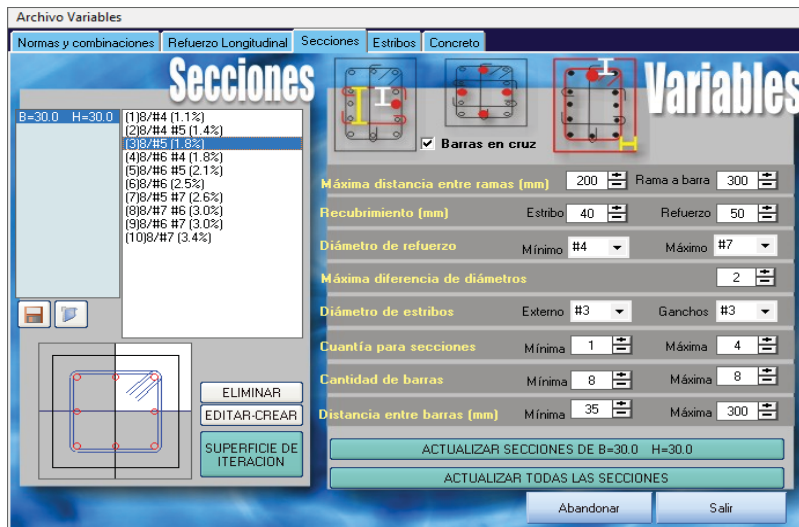 Archivo Variables
Normas y combinaciones Refuerzo Longitudinal Secciones Estribos Concreto
Secciones
Variables
B=30.0 H=30.0
(1)8/#4 (1.1%)
(2)8/#4 #5 (1.4%)
(3)8/#5 (1.8%)
(4)8/#6 #4 (1.8%)
(5)8/#6 #5 (2.1%)
(6)8/#6 (2.5%)
(7)8/#5 #7 (2.6%)
(8)8/#7 #6 (3.0%)
(9)8/#6 #7 (3.0%)
(10)8/#7 (3.4%)
ELIMINAR
EDITAR-CREAR
SUPERFICIE DE
ITERACION
Barras en cruz
Máxima distancia entre ramas (mm) 200 Rama a barra 300
Recubrimiento (mm) Estribo 40 Refuerzo 50
Diámetro de refuerzo Mínimo #4 Máximo #7
Máxima diferencia de diámetros 2
Diámetro de estribos Externo #3 Ganchos #3
Cuantía para secciones Mínima 1 Máxima 4
Cantidad de barras Mínima 8 Máxima 8
Distancia entre barras (mm) Mínima 35 Máxima 300
ACTUALIZAR SECCIONES DE B=30.0 H=30.0
ACTUALIZAR TODAS LAS SECCIONES
Abandonar Salir